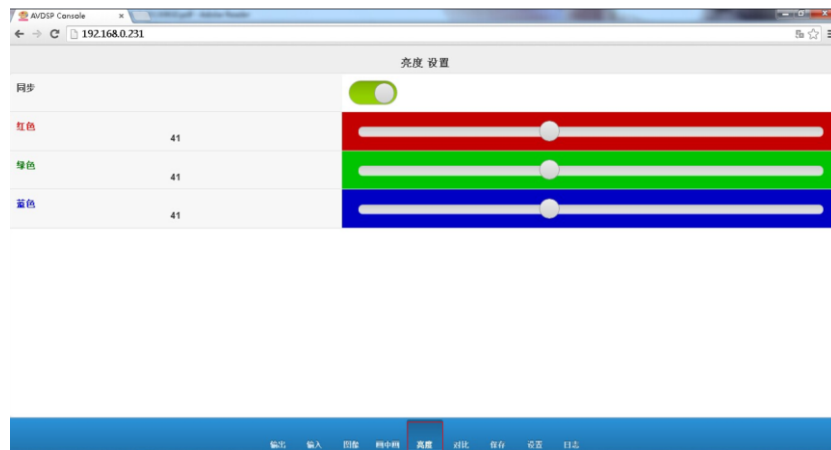 AVDSP Console
192.168.0.231
亮度 设置
同步
红色
41
绿色
41
蓝色
41
输出 输入 图像 画中画 亮度 对比 保存 设置 日志